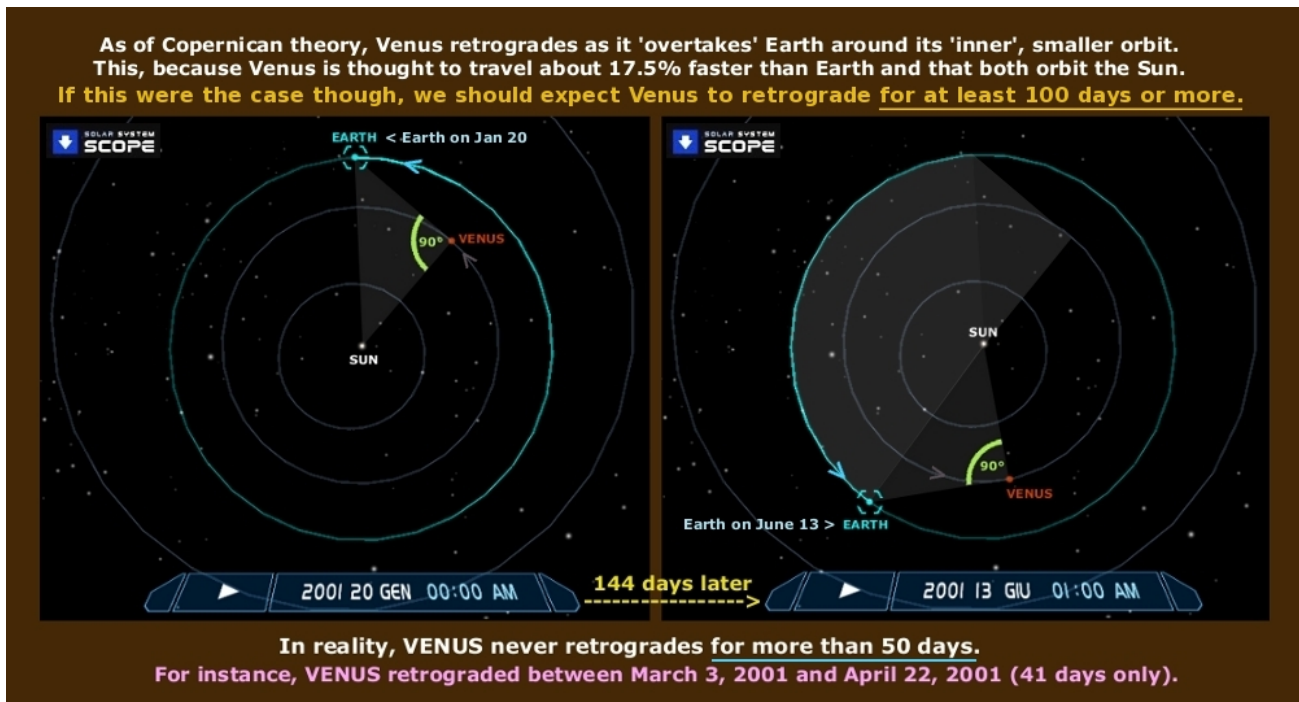 As of Copernican theory, Venus retrogrades as it 'overtakes' Earth around its 'inner', smaller orbit.
This, because Venus is thought to travel about 17.5% faster than Earth and that both orbit the Sun.
If this were the case though, we should expect Venus to retrograde for at least 100 days or more.
SOLAR SYSTEM
SCOPE
EARTH < Earth on Jan 20
90°
VENUS
SUN
2001 20 GEN 00:00 AM
144 days later
SOLAR SYSTEM
SCOPE
SUN
90°
VENUS
Earth on June 13 > EARTH
2001 13 GIU 01:00 AM
In reality, VENUS never retrogrades for more than 50 days.
For instance, VENUS retrograded between March 3, 2001 and April 22, 2001 (41 days only).